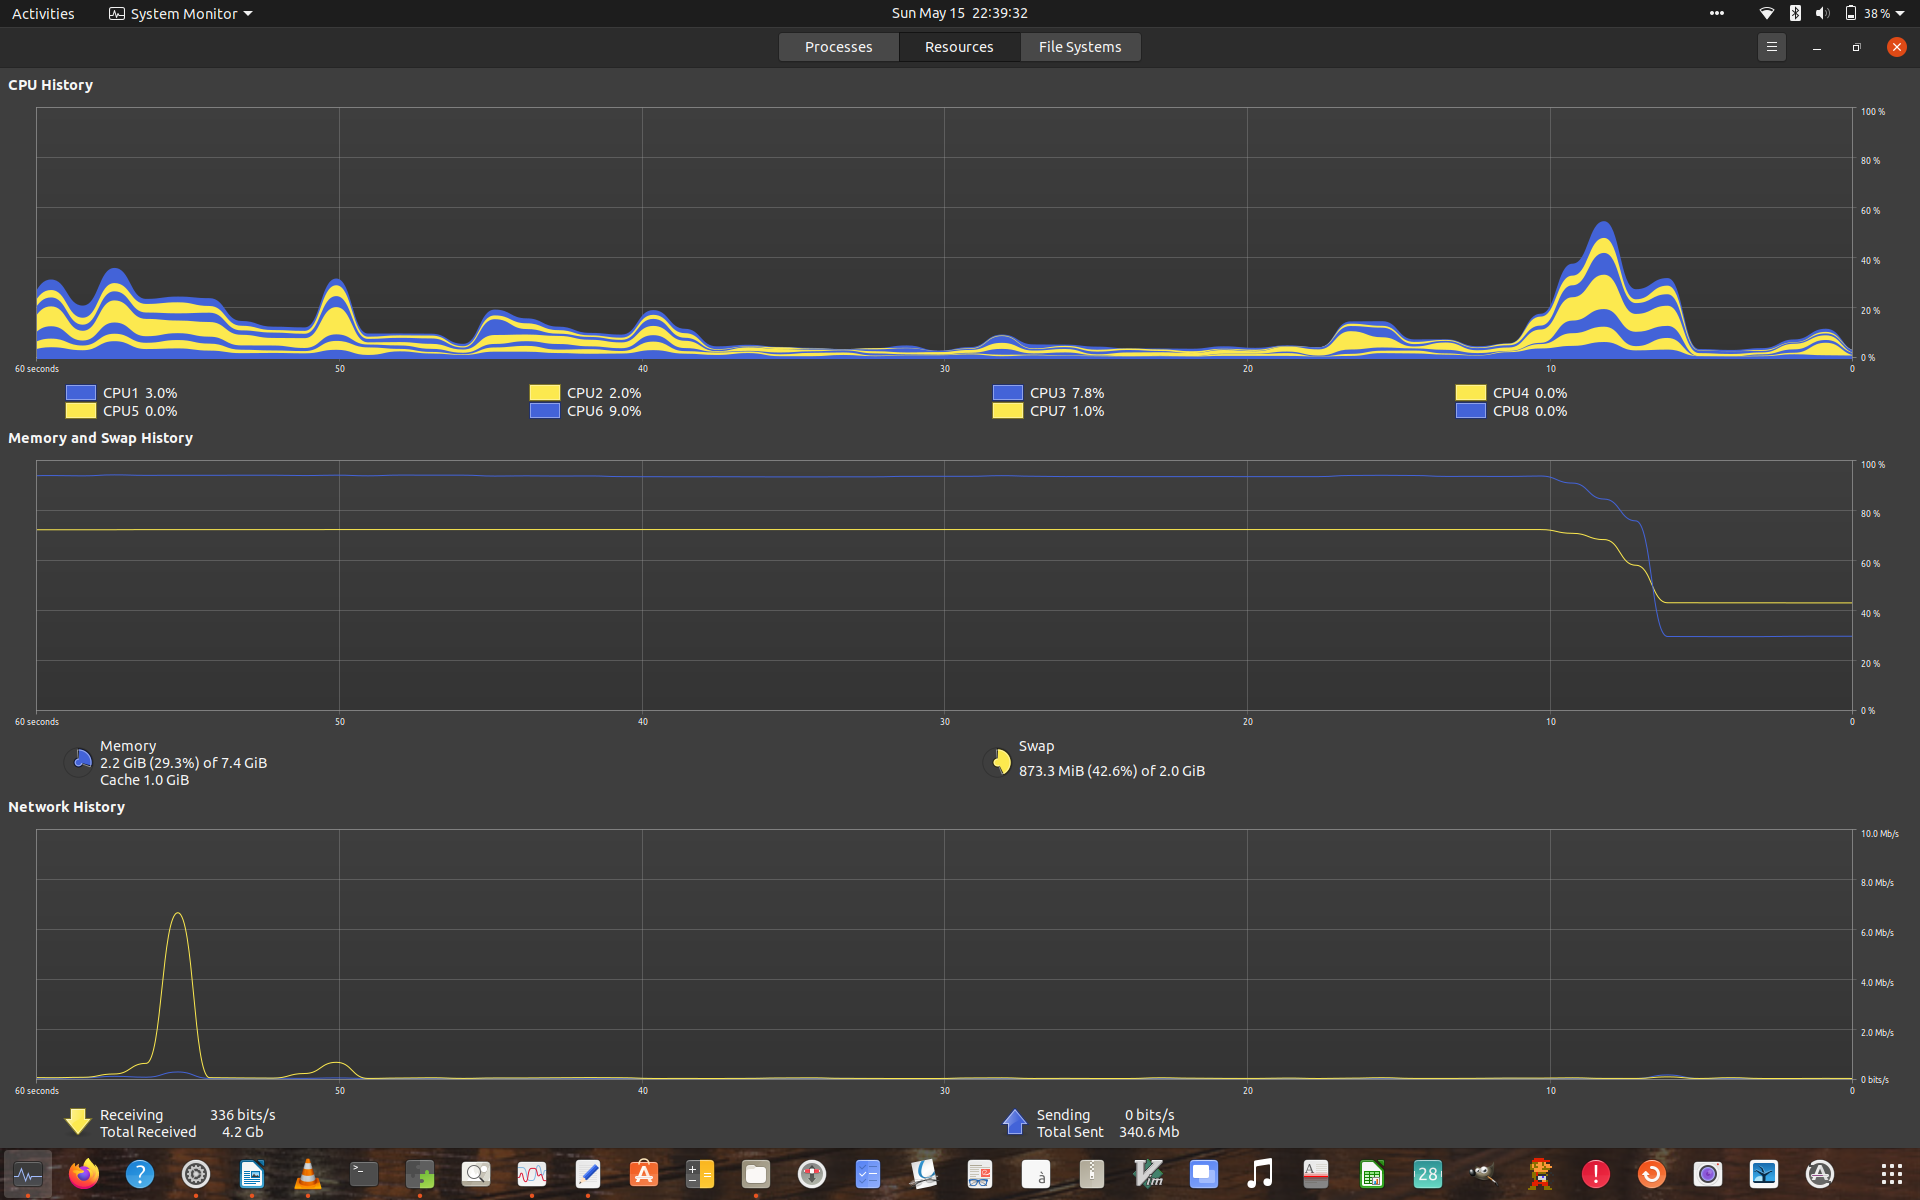 Activities System Monitor Sun May 15 22:39:32 38 %
Processes Resources File Systems
CPU History
100 %
80 %
60 %
40 %
20 %
0 %
60 seconds 50 40 30 20 10 0
CPU1 3.0% CPU2 2.0% CPU3 7.8% CPU4 0.0%
CPU5 0.0% CPU6 9.0% CPU7 1.0% CPU8 0.0%
Memory and Swap History
100 %
80 %
60 %
40 %
20 %
0 %
60 seconds 50 40 30 20 10 0
Memory
2.2 GiB (29.3%) of 7.4 GiB
Cache 1.0 GiB
Swap
873.3 MiB (42.6%) of 2.0 GiB
Network History
10.0 Mb/s
8.0 Mb/s
6.0 Mb/s
4.0 Mb/s
2.0 Mb/s
0 bits/s
60 seconds 50 40 30 20 10 0
Receiving 336 bits/s Sending 0 bits/s
Total Received 4.2 Gb Total Sent 340.6 Mb
? >_ à Vim A 28 !